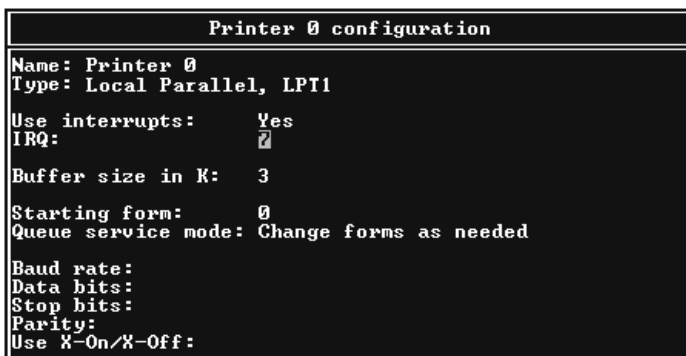 Printer 0 configuration
Name: Printer 0
Type: Local Parallel, LPT1
Use interrupts: Yes
IRQ: 7
Buffer size in K: 3
Starting form: 0
Queue service mode: Change forms as needed
Baud rate:
Data bits:
Stop bits:
Parity:
Use X-On/X-Off: